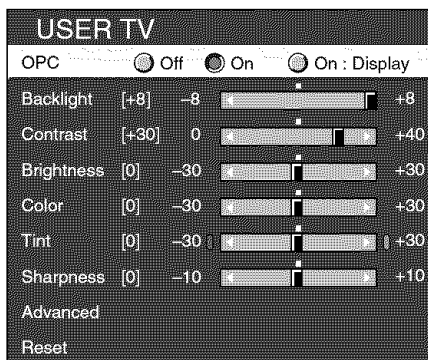 USER TV
OPC Off On On : Display
Backlight [+8] −8 +8
Contrast [+30] 0 +40
Brightness [0] −30 +30
Color [0] −30 +30
Tint [0] −30 +30
Sharpness [0] −10 +10
Advanced
Reset